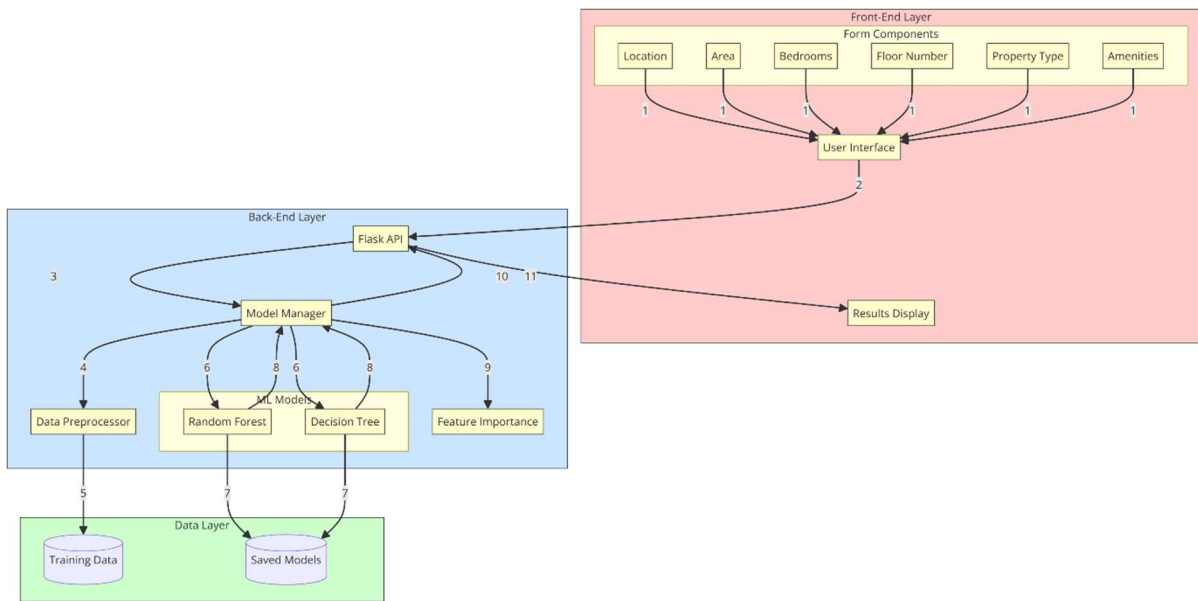 Front-End Layer
Form Components
Location
Area
Bedrooms
Floor Number
Property Type
Amenities
1
1
1
1
1
1
User Interface
2
Back-End Layer
Flask API
3
10
11
Model Manager
Results Display
4
6
8
6
8
9
ML Models
Data Preprocessor
Random Forest
Decision Tree
Feature Importance
5
7
7
Data Layer
Training Data
Saved Models